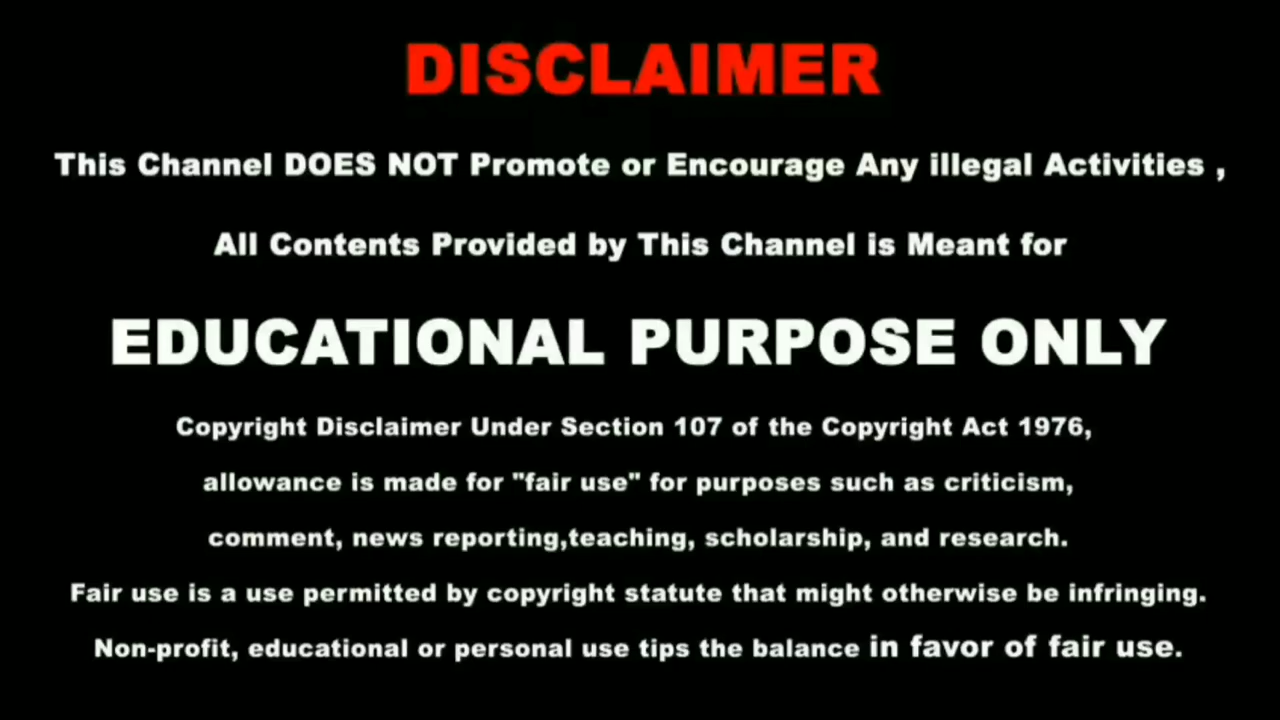 DISCLAIMER
This Channel DOES NOT Promote or Encourage Any illegal Activities ,
All Contents Provided by This Channel is Meant for
EDUCATIONAL PURPOSE ONLY
Copyright Disclaimer Under Section 107 of the Copyright Act 1976,
allowance is made for "fair use" for purposes such as criticism,
comment, news reporting,teaching, scholarship, and research.
Fair use is a use permitted by copyright statute that might otherwise be infringing.
Non-profit, educational or personal use tips the balance in favor of fair use.